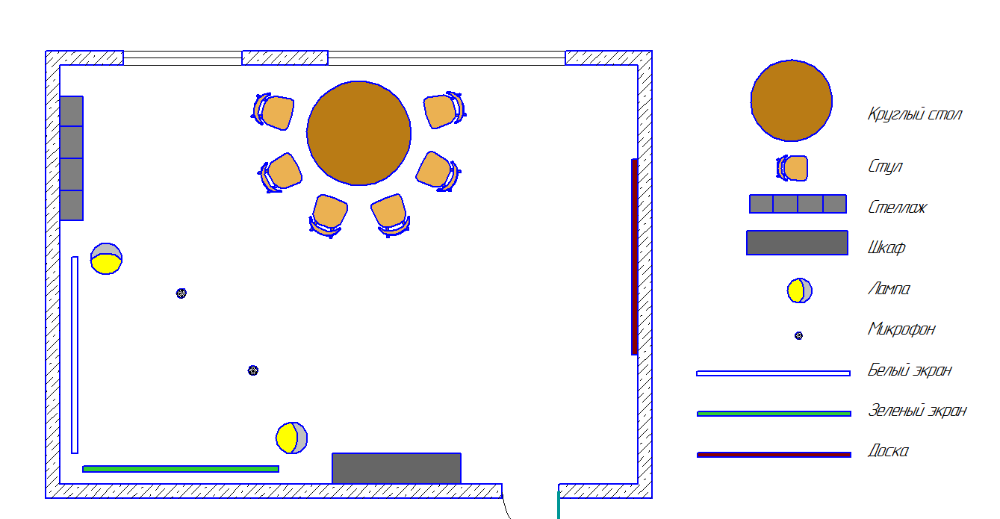 Круглый стол
Стул
Стеллаж
Шкаф
Лампа
Микрофон
Белый экран
Зеленый экран
Доска